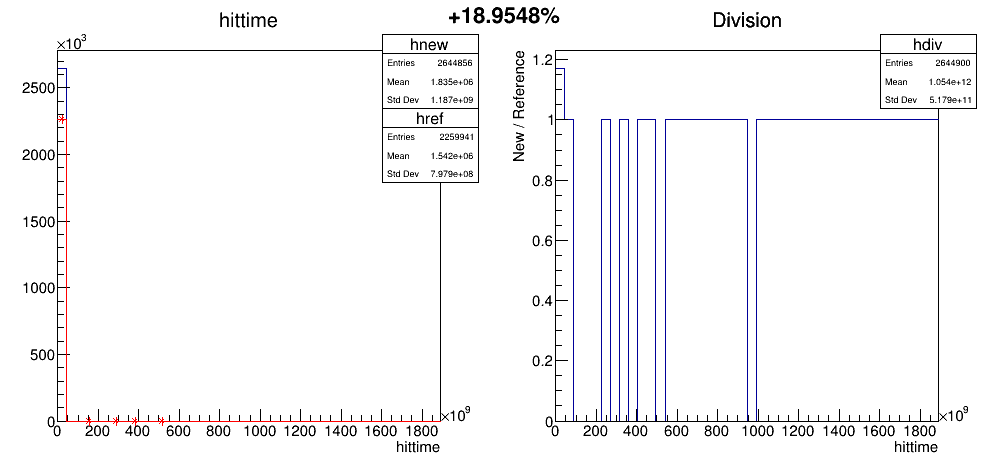 +18.9548%
hittime
×10³
hnew
Entries 2644856
Mean 1.835e+06
Std Dev 1.187e+09
href
Entries 2259941
Mean 1.542e+06
Std Dev 7.979e+08
2500
2000
1500
1000
500
0
0 200 400 600 800 1000 1200 1400 1600 1800
×10⁹
hittime
Division
hdiv
Entries 2644900
Mean 1.054e+12
Std Dev 5.179e+11
New / Reference
1.2
1
0.8
0.6
0.4
0.2
0
0 200 400 600 800 1000 1200 1400 1600 1800
×10⁹
hittime